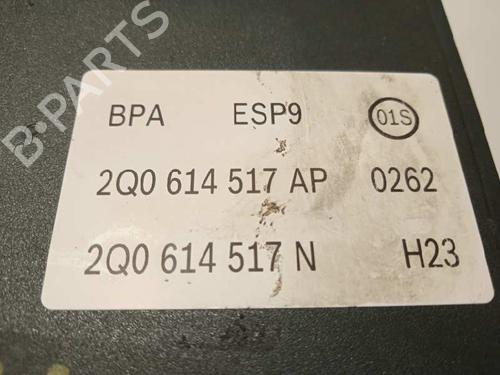 B-PARTS
BPA ESP9 01S
2Q0 614 517 AP 0262
2Q0 614 517 N H23